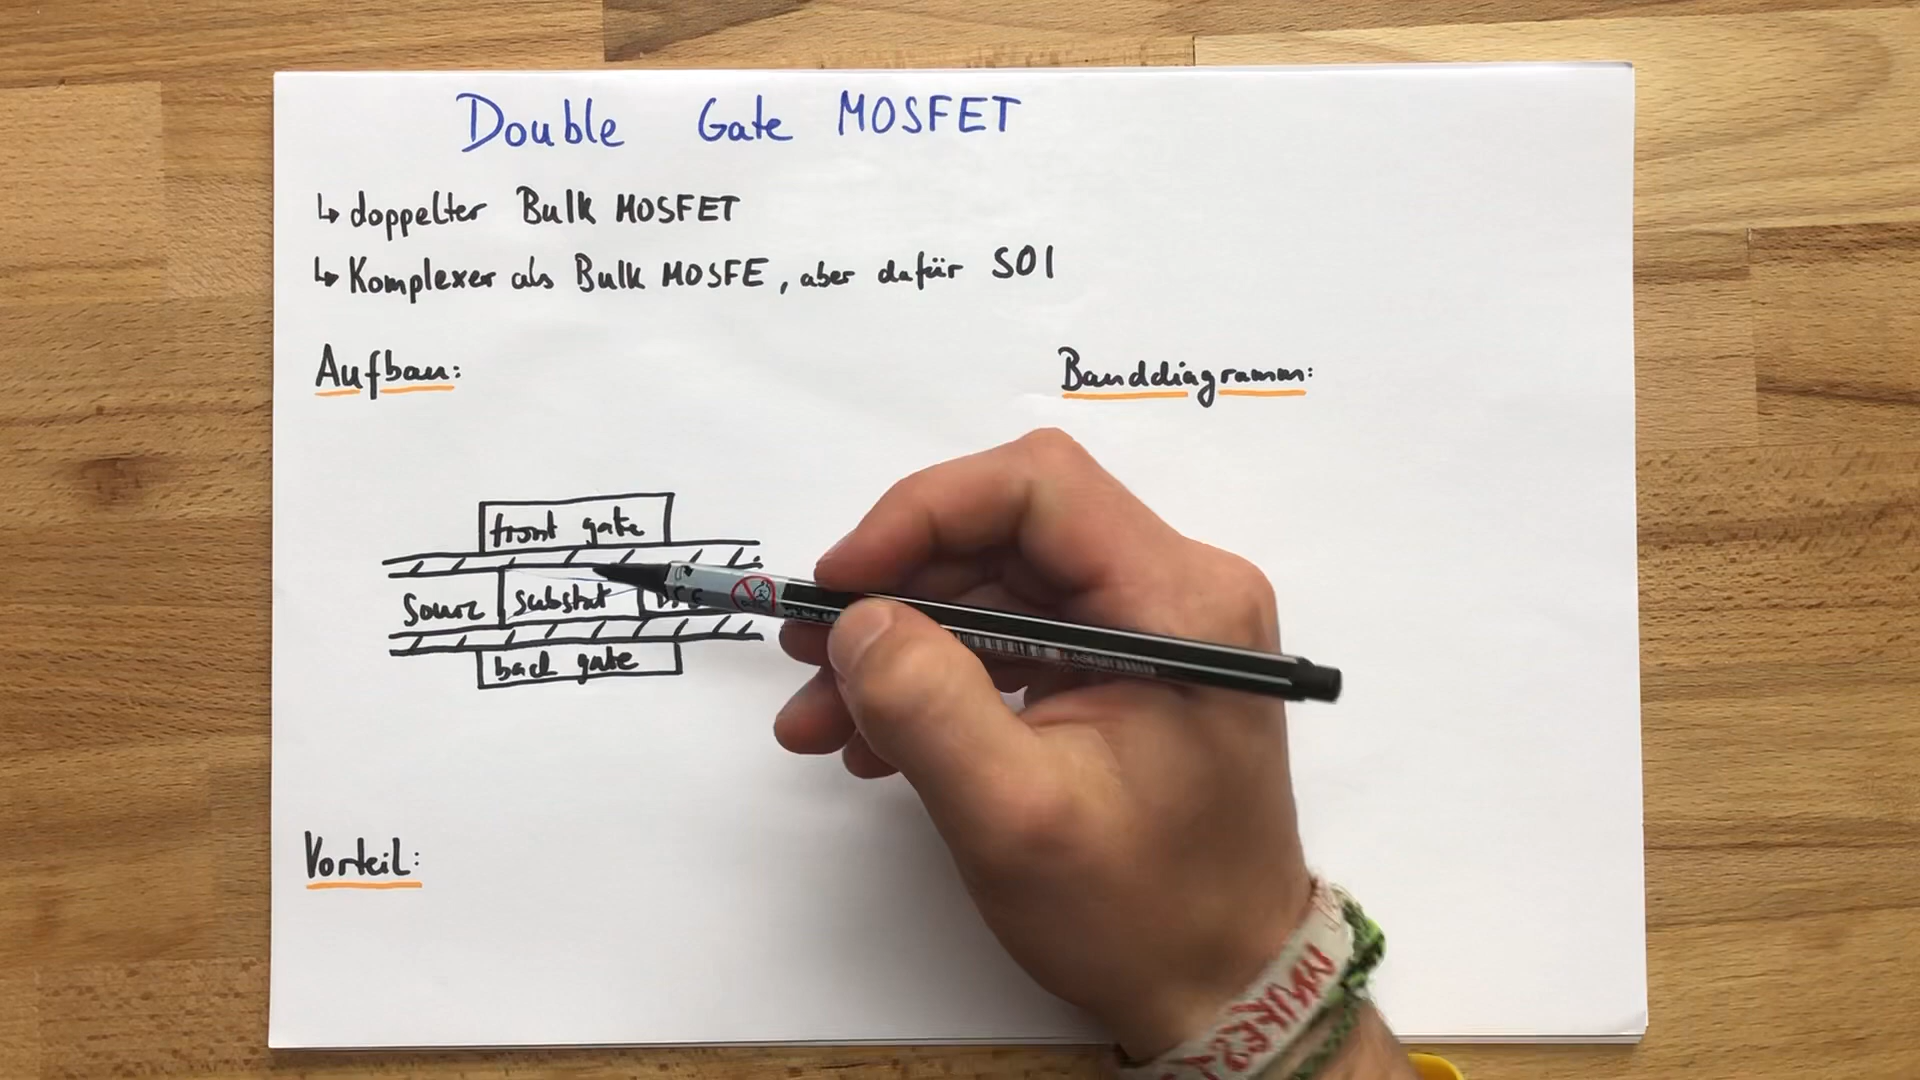 Double Gate MOSFET
↳ doppelter Bulk MOSFET
↳ Komplexer als Bulk MOSFE, aber dafür SOI
Aufbau:
Banddiagramm:
front gate
Sourc substrat
back gate
Vorteil: